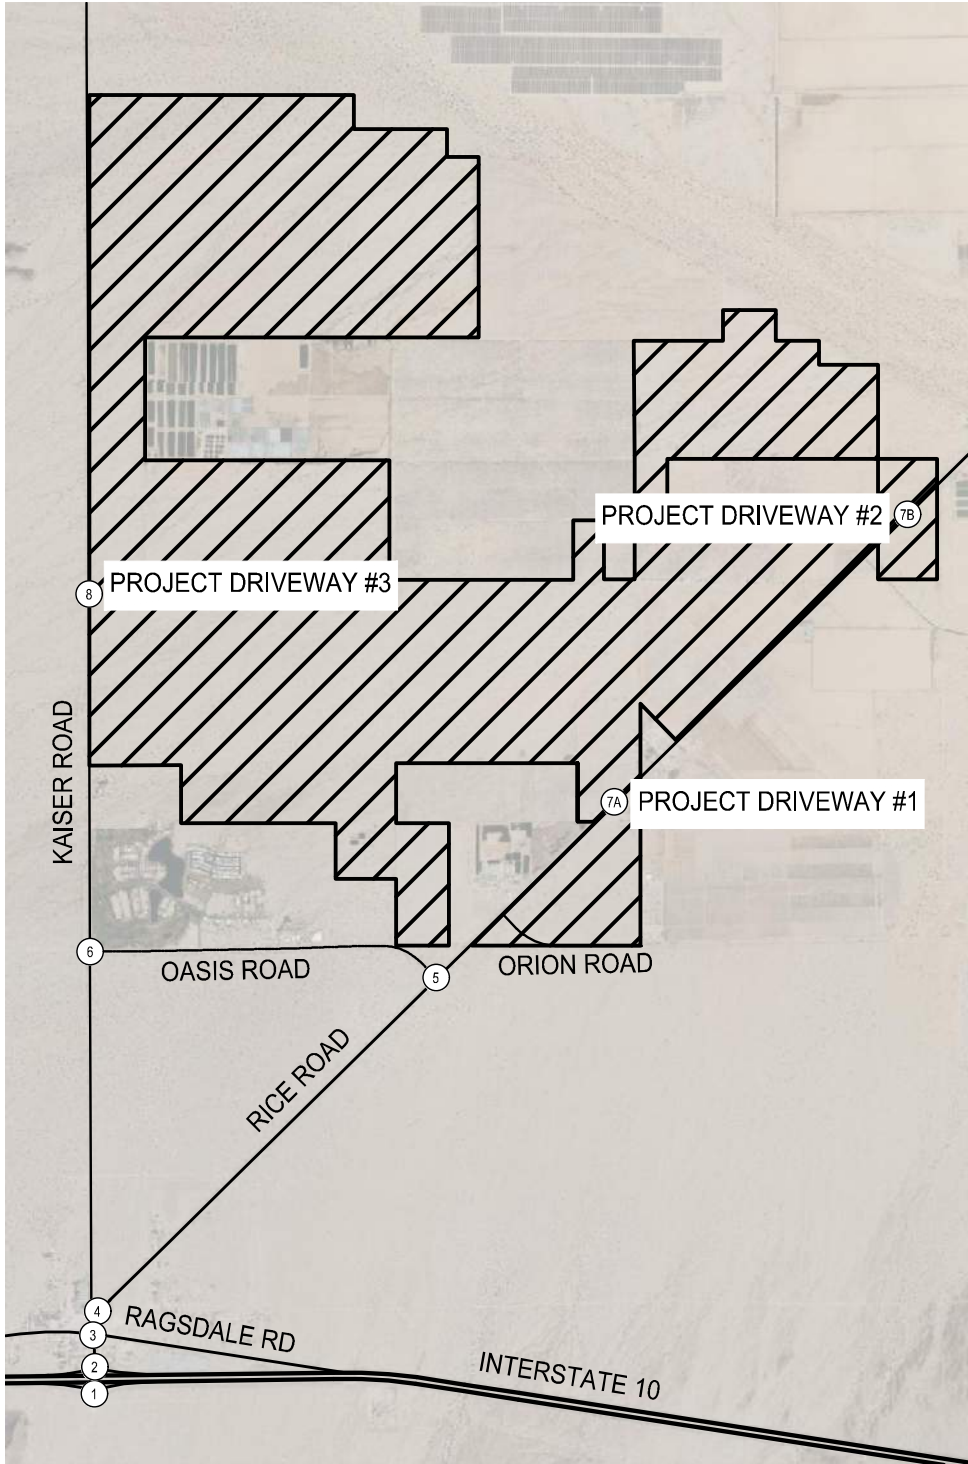 PROJECT DRIVEWAY #2
7B
8
PROJECT DRIVEWAY #3
KAISER ROAD
7A
PROJECT DRIVEWAY #1
6
OASIS ROAD
5
ORION ROAD
RICE ROAD
4
3
RAGSDALE RD
2
1
INTERSTATE 10